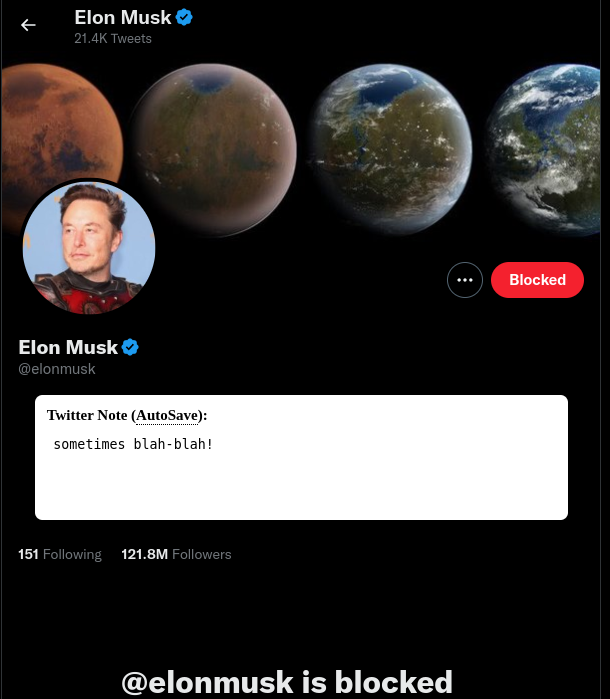 Elon Musk
21.4K Tweets
Blocked
Elon Musk
@elonmusk
Twitter Note (AutoSave):
sometimes blah-blah!
151 Following 121.8M Followers
@elonmusk is blocked